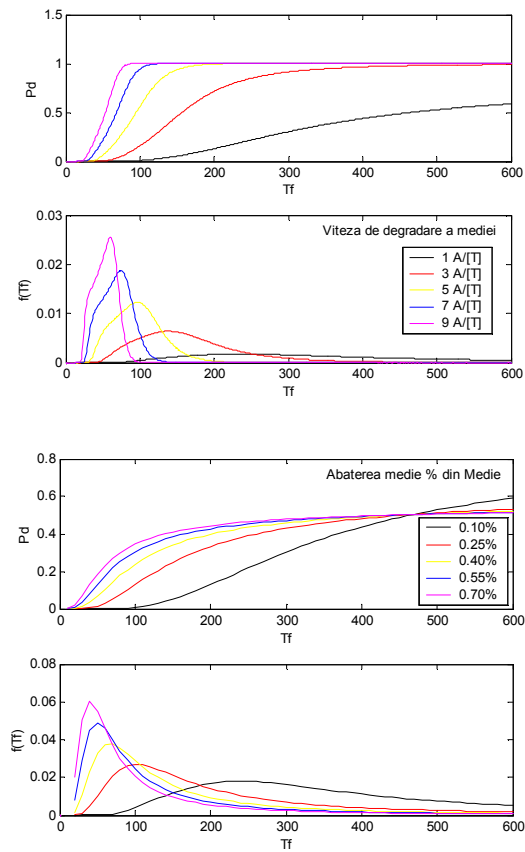 1.5
1
0.5
0
Pd
0 100 200 300 400 500 600
Tf
0.03
0.02
0.01
0
f(Tf)
Viteza de degradare a mediei
1 A/[T]
3 A/[T]
5 A/[T]
7 A/[T]
9 A/[T]
0 100 200 300 400 500 600
Tf
0.8
0.6
0.4
0.2
0
Pd
Abaterea medie % din Medie
0.10%
0.25%
0.40%
0.55%
0.70%
0 100 200 300 400 500 600
Tf
0.08
0.06
0.04
0.02
0
f(Tf)
0 100 200 300 400 500 600
Tf